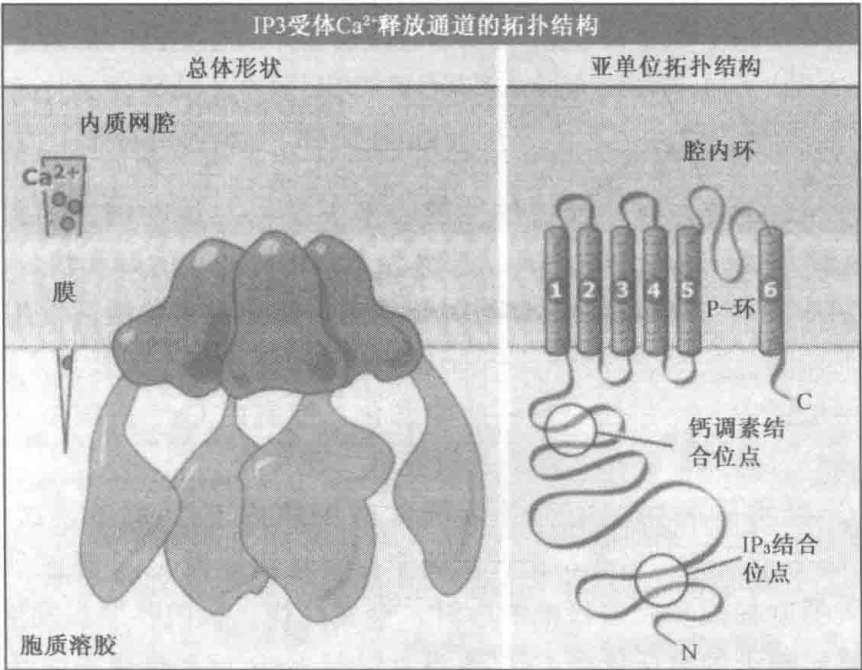 IP3受体Ca²⁺释放通道的拓扑结构
总体形状
亚单位拓扑结构
内质网腔
腔内环
Ca²⁺
1 2 3 4 5 6
膜
P-环
C
钙调素结
合位点
IP₃结合
位点
胞质溶胶
N